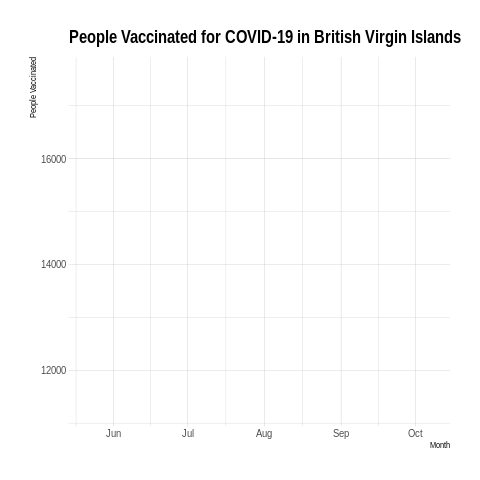 People Vaccinated for COVID-19 in British Virgin Islands
People Vaccinated
16000
14000
12000
Jun Jul Aug Sep Oct
Month